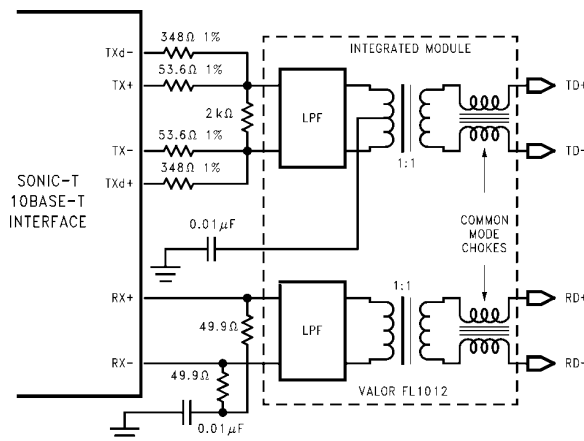 348Ω 1%
TXd-
53.6Ω 1%
TX+
2kΩ
53.6Ω 1%
TX-
348Ω 1%
TXd+
SONIC-T
10BASE-T
INTERFACE
0.01μF
RX+
49.9Ω
RX-
49.9Ω
0.01μF
INTEGRATED MODULE
LPF
1:1
TD+
TD-
COMMON
MODE
CHOKES
1:1
LPF
RD+
RD-
VALOR FL1012